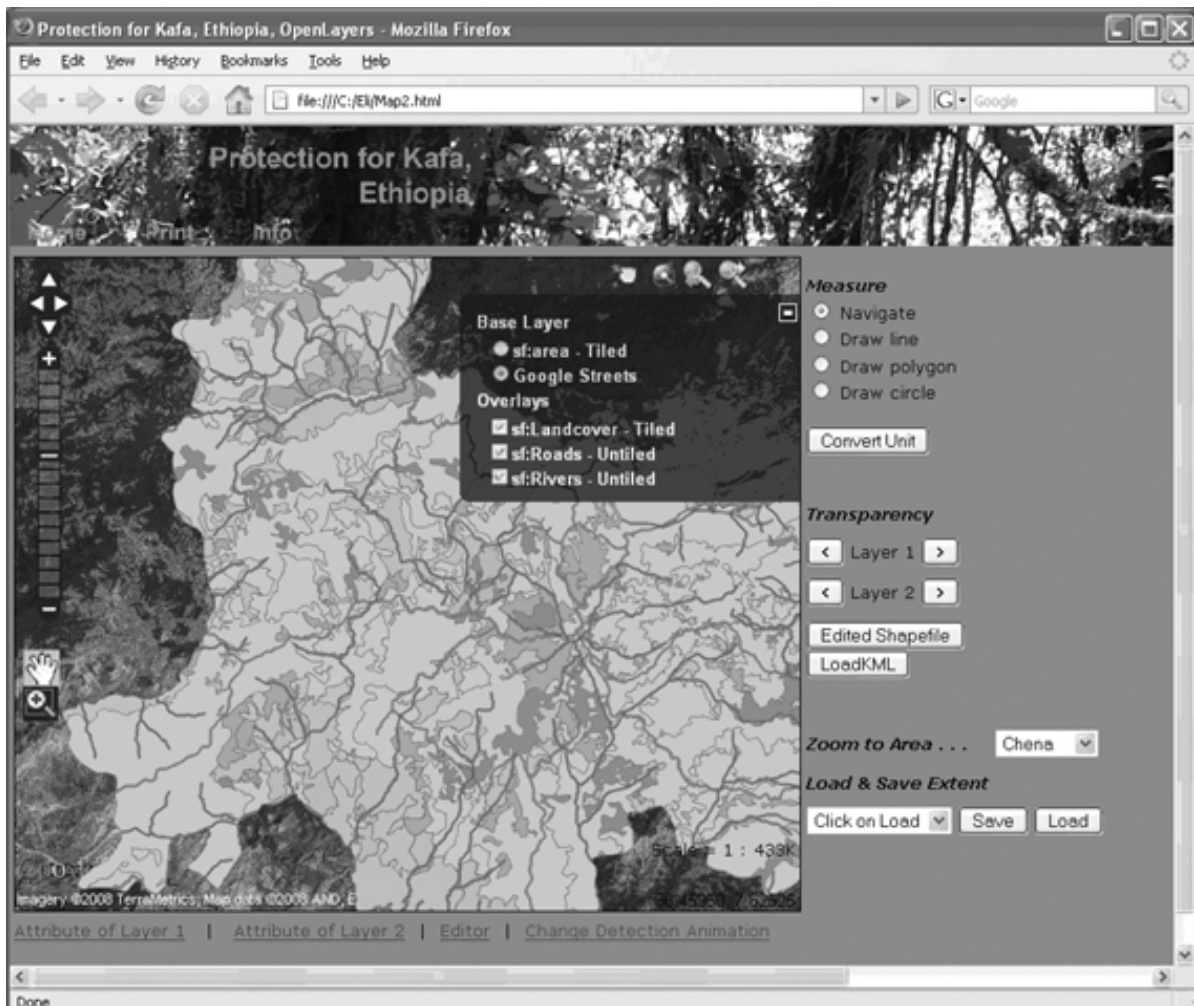 Protection for Kafa, Ethiopia, OpenLayers - Mozilla Firefox
File Edit View History Bookmarks Tools Help
file:///C:/Eli/Map2.html
G Google
Protection for Kafa,
Ethiopia
Home Print Info
Base Layer
sf:area - Tiled
Google Streets
Overlays
sf:Landcover - Tiled
sf:Roads - Untiled
sf:Rivers - Untiled
Scale = 1 : 433K
Imagery ©2008 TerraMetrics, Map data ©2008 AND, E
Attribute of Layer 1 | Attribute of Layer 2 | Editor | Change Detection Animation
Measure
Navigate
Draw line
Draw polygon
Draw circle
Convert Unit
Transparency
< Layer 1 >
< Layer 2 >
Edited Shapefile
LoadKML
Zoom to Area . . . Chena
Load & Save Extent
Click on Load Save Load
Done